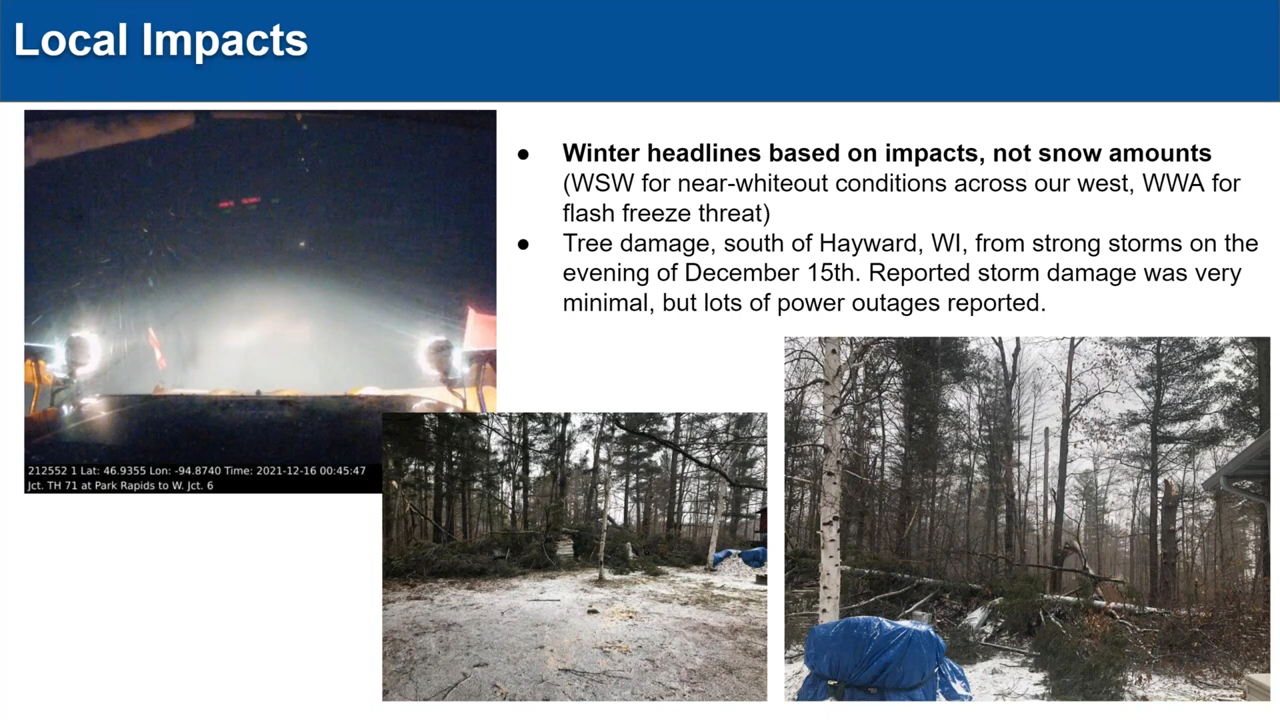 Local Impacts
● Winter headlines based on impacts, not snow amounts
(WSW for near-whiteout conditions across our west, WWA for
flash freeze threat)
● Tree damage, south of Hayward, WI, from strong storms on the
evening of December 15th. Reported storm damage was very
minimal, but lots of power outages reported.
212552 1 Lat: 46.9355 Lon: -94.8740 Time: 2021-12-16 00:45:47
Jct. TH 71 at Park Rapids to W. Jct. 6